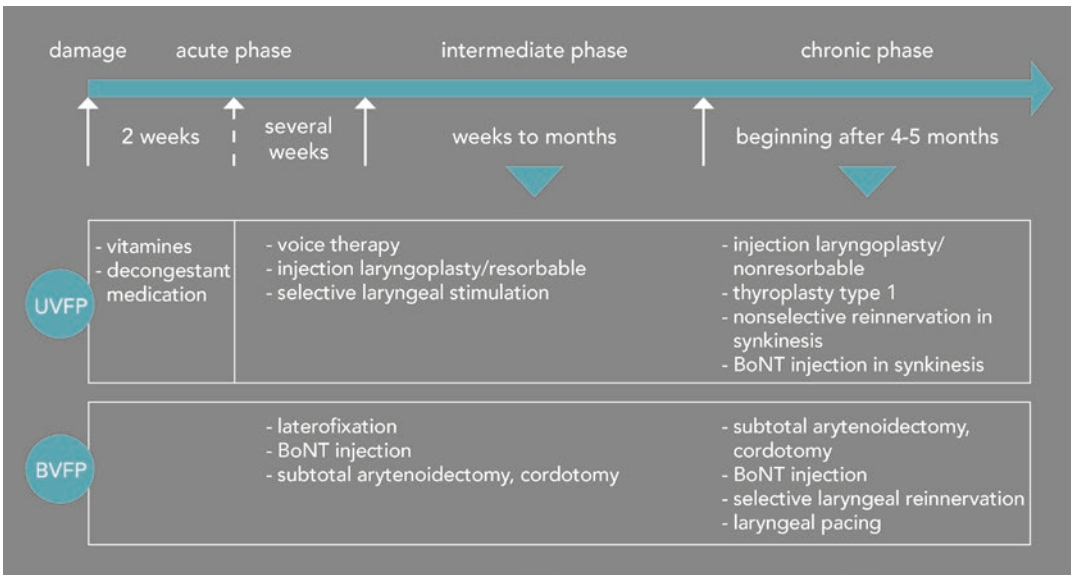 damage
acute phase
intermediate phase
chronic phase
2 weeks
several
weeks
weeks to months
beginning after 4-5 months
UVFP
- vitamines
- decongestant
medication
- voice therapy
- injection laryngoplasty/resorbable
- selective laryngeal stimulation
- injection laryngoplasty/
nonresorbable
- thyroplasty type 1
- nonselective reinnervation in
synkinesis
- BoNT injection in synkinesis
BVFP
- laterofixation
- BoNT injection
- subtotal arytenoidectomy, cordotomy
- subtotal arytenoidectomy,
cordotomy
- BoNT injection
- selective laryngeal reinnervation
- laryngeal pacing